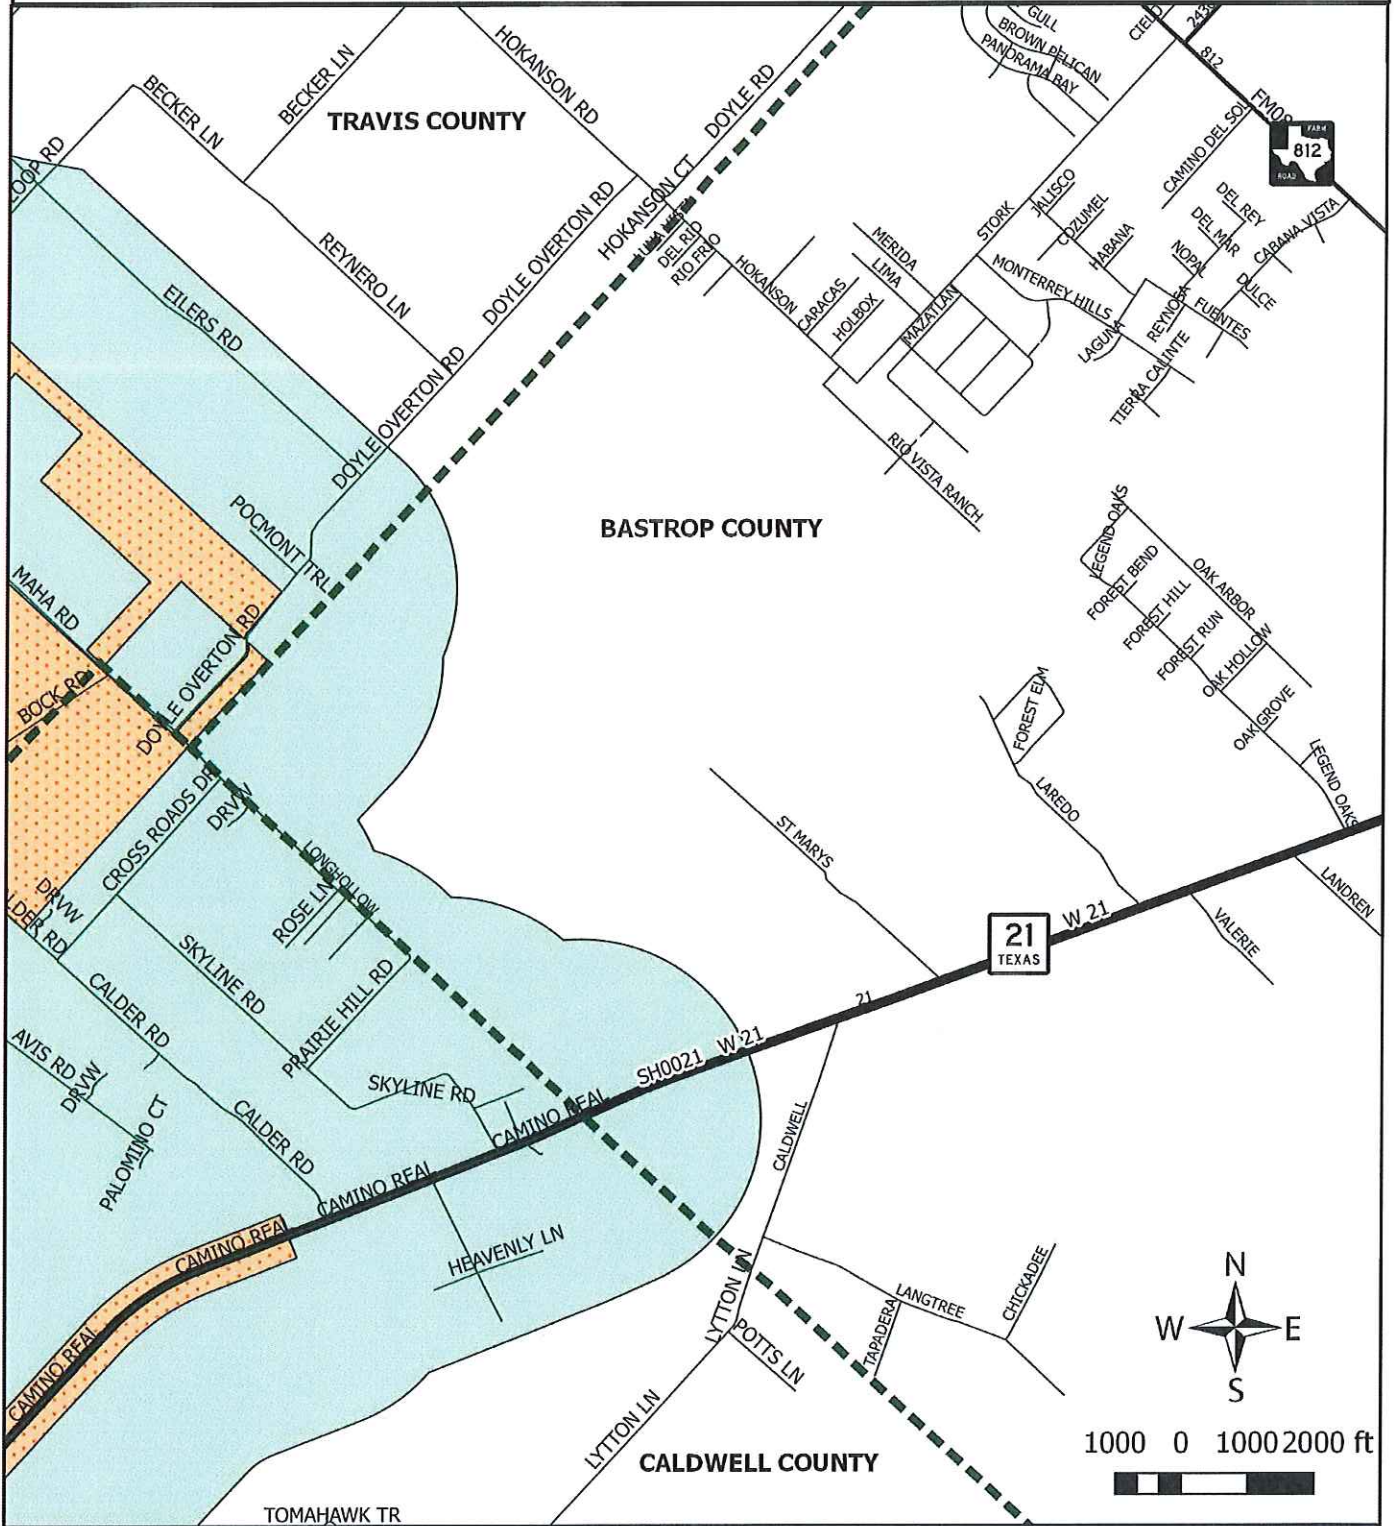 GULL
BROWN PELICAN
PANORAMA BAY
CIELO
243
812
FM08
FARM
812
ROAD
BECKER LN
BECKER LN
HOKANSON RD
TRAVIS COUNTY
DOYLE RD
LOOP RD
CAMINO DEL SOL
JALISCO
COZUMEL
HABANA
DEL REY
DEL MAR
NOPAL
CABANA VISTA
DULCE
STORK
HOKANSON CT
DEL RIO
RIO FRIO
DOYLE OVERTON RD
REYNERO LN
EILERS RD
HOKANSON
MERIDA
LIMA
CARACAS
HOLBOX
MAZATLAN
MONTERREY HILLS
LAGUNA
REYNOSA
FUENTES
TIERRA CALINTE
DOYLE OVERTON RD
RIO VISTA RANCH
POCMONT TRL
BASTROP COUNTY
LEGEND OAKS
FOREST BEND
FOREST HILL
FOREST RUN
OAK ARBOR
OAK HOLLOW
OAK GROVE
LEGEND OAKS
MAHA RD
DOYLE OVERTON RD
BOCK RD
FOREST ELM
LAREDO
CROSS ROADS DR
DRVW
ST MARYS
LONGHOLLOW
ROSE LN
DRVW
LDER RD
SKYLINE RD
PRAIRIE HILL RD
CALDER RD
LANDREN
VALERIE
W 21
21
TEXAS
21
AVIS RD
DRVW
PALOMINO CT
CALDER RD
SKYLINE RD
SH0021
W 21
CAMINO REAL
CAMINO REAL
CAMINO REAL
CAMINO REAL
HEAVENLY LN
CALDWELL
LYTTON LN
POTTS LN
LANGTREE
TAPADERA
CHICKADEE
LYTTON LN
CALDWELL COUNTY
TOMAHAWK TR
N
W E
S
1000 0 1000 2000 ft